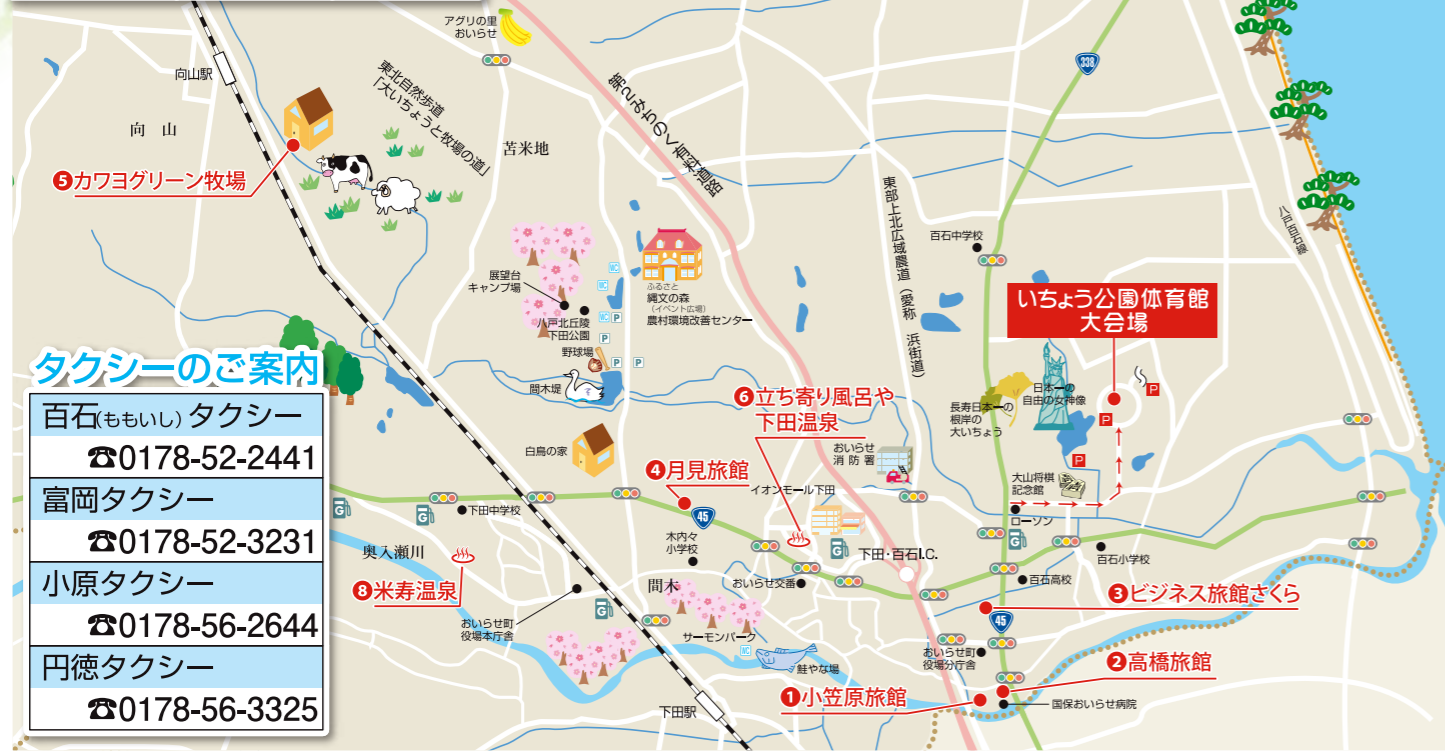 アグリの里
おいらせ
向山駅
338
東北自然歩道
「大いちょうと牧場の道」
第2みちのく有料道路
向 山
苫米地
❺カワヨグリーン牧場
東部上北広域農道（愛称 浜街道）
八戸百石線
百石中学校
展望台
キャンプ場
WC
WC
WC P
P
P P
ふるさと
縄文の森
（イベント広場）
農村環境改善センター
八戸北丘陵
下田公園
野球場
間木堤
いちょう公園体育館
大会場
P
P
P
日本一の
自由の女神像
長寿日本一の
根岸の
大いちょう
❻立ち寄り風呂や
下田温泉
おいらせ
消防署
白鳥の家
❹月見旅館
イオンモール下田
大山将棋
記念館
ローソン
タクシーのご案内
百石(ももいし)タクシー
☎0178-52-2441
富岡タクシー
☎0178-52-3231
小原タクシー
☎0178-56-2644
円徳タクシー
☎0178-56-3325
G
G
下田中学校
45
木内々
小学校
G
下田・百石I.C.
G
百石小学校
奥入瀬川
❽米寿温泉
間木
おいらせ交番
百石高校
❸ビジネス旅館さくら
G
おいらせ町
役場本庁舎
サーモンパーク
WC
鮭やな場
45
おいらせ町
役場分庁舎
❷高橋旅館
❶小笠原旅館
国保おいらせ病院
下田駅